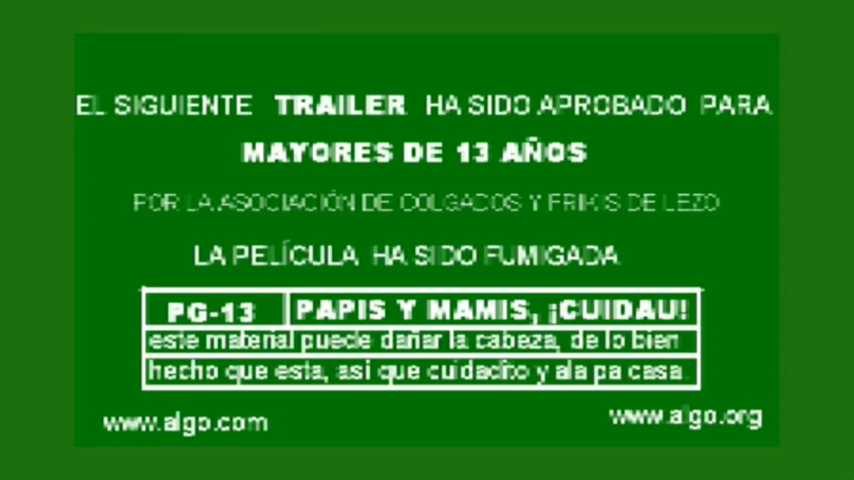 EL SIGUIENTE TRAILER HA SIDO APROBADO PARA
MAYORES DE 13 AÑOS
POR LA ASOCIACIÓN DE COLGADOS Y FRIKIS DE LEZO
LA PELÍCULA HA SIDO FUMIGADA
PG-13 PAPIS Y MAMIS, ¡CUIDAU!
este material puede dañar la cabeza, de lo bien
hecho que esta, asi que cuidadito y ala pa casa.
www.algo.com www.algo.org